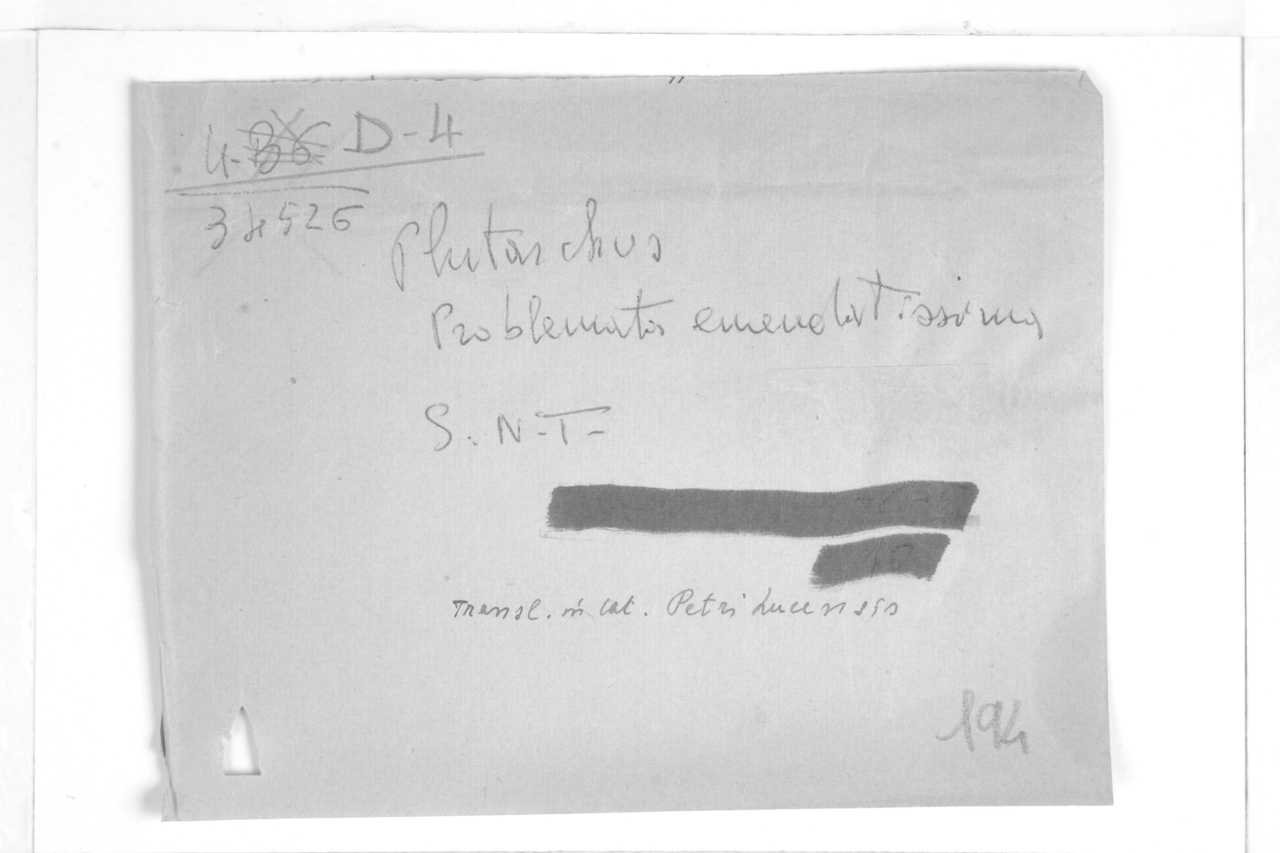 4- D-4
34526
Plutarchus
Problemata emendatissima
S. N-T-
Transl. in lat. Petri Lucensis
194